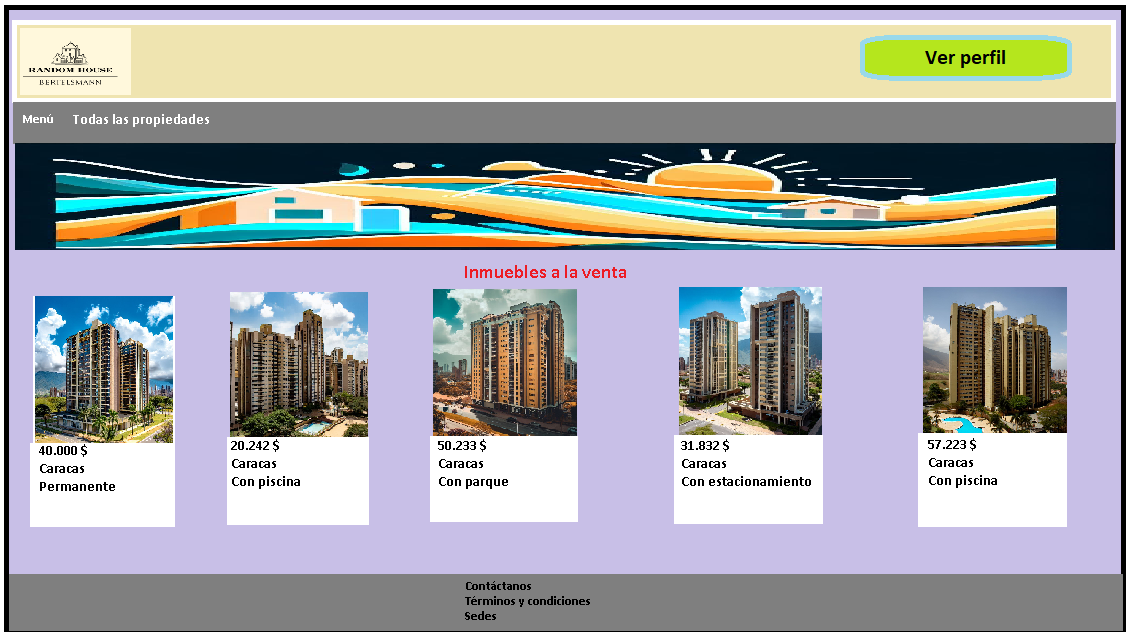 RANDOM HOUSE
BERTELSMANN
Ver perfil
Menú Todas las propiedades
Inmuebles a la venta
40.000 $
Caracas
Permanente
20.242 $
Caracas
Con piscina
50.233 $
Caracas
Con parque
31.832 $
Caracas
Con estacionamiento
57.223 $
Caracas
Con piscina
Contáctanos
Términos y condiciones
Sedes